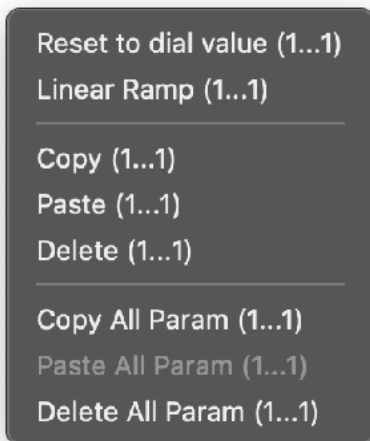 Reset to dial value (1...1)
Linear Ramp (1...1)
Copy (1...1)
Paste (1...1)
Delete (1...1)
Copy All Param (1...1)
Paste All Param (1...1)
Delete All Param (1...1)